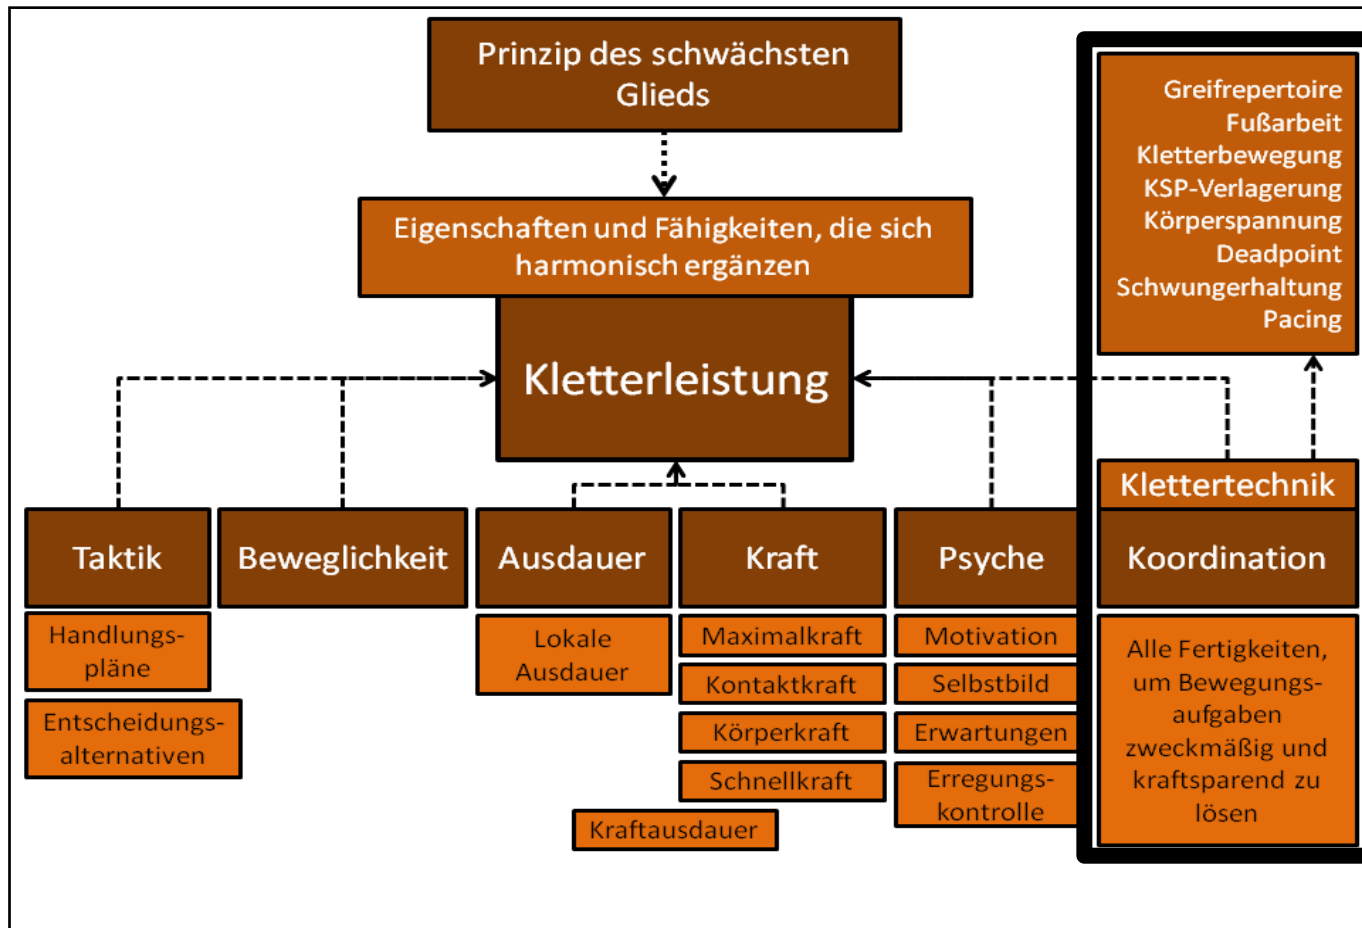 Prinzip des schwächsten
Glieds
Eigenschaften und Fähigkeiten, die sich
harmonisch ergänzen
Kletterleistung
Greifrepertoire
Fußarbeit
Kletterbewegung
KSP-Verlagerung
Körperspannung
Deadpoint
Schwungerhaltung
Pacing
Taktik
Handlungs-
pläne
Entscheidungs-
alternativen
Beweglichkeit
Ausdauer
Lokale
Ausdauer
Kraft
Maximalkraft
Kontaktkraft
Körperkraft
Schnellkraft
Kraftausdauer
Psyche
Motivation
Selbstbild
Erwartungen
Erregungs-
kontrolle
Klettertechnik
Koordination
Alle Fertigkeiten,
um Bewegungs-
aufgaben
zweckmäßig und
kraftsparend zu
lösen